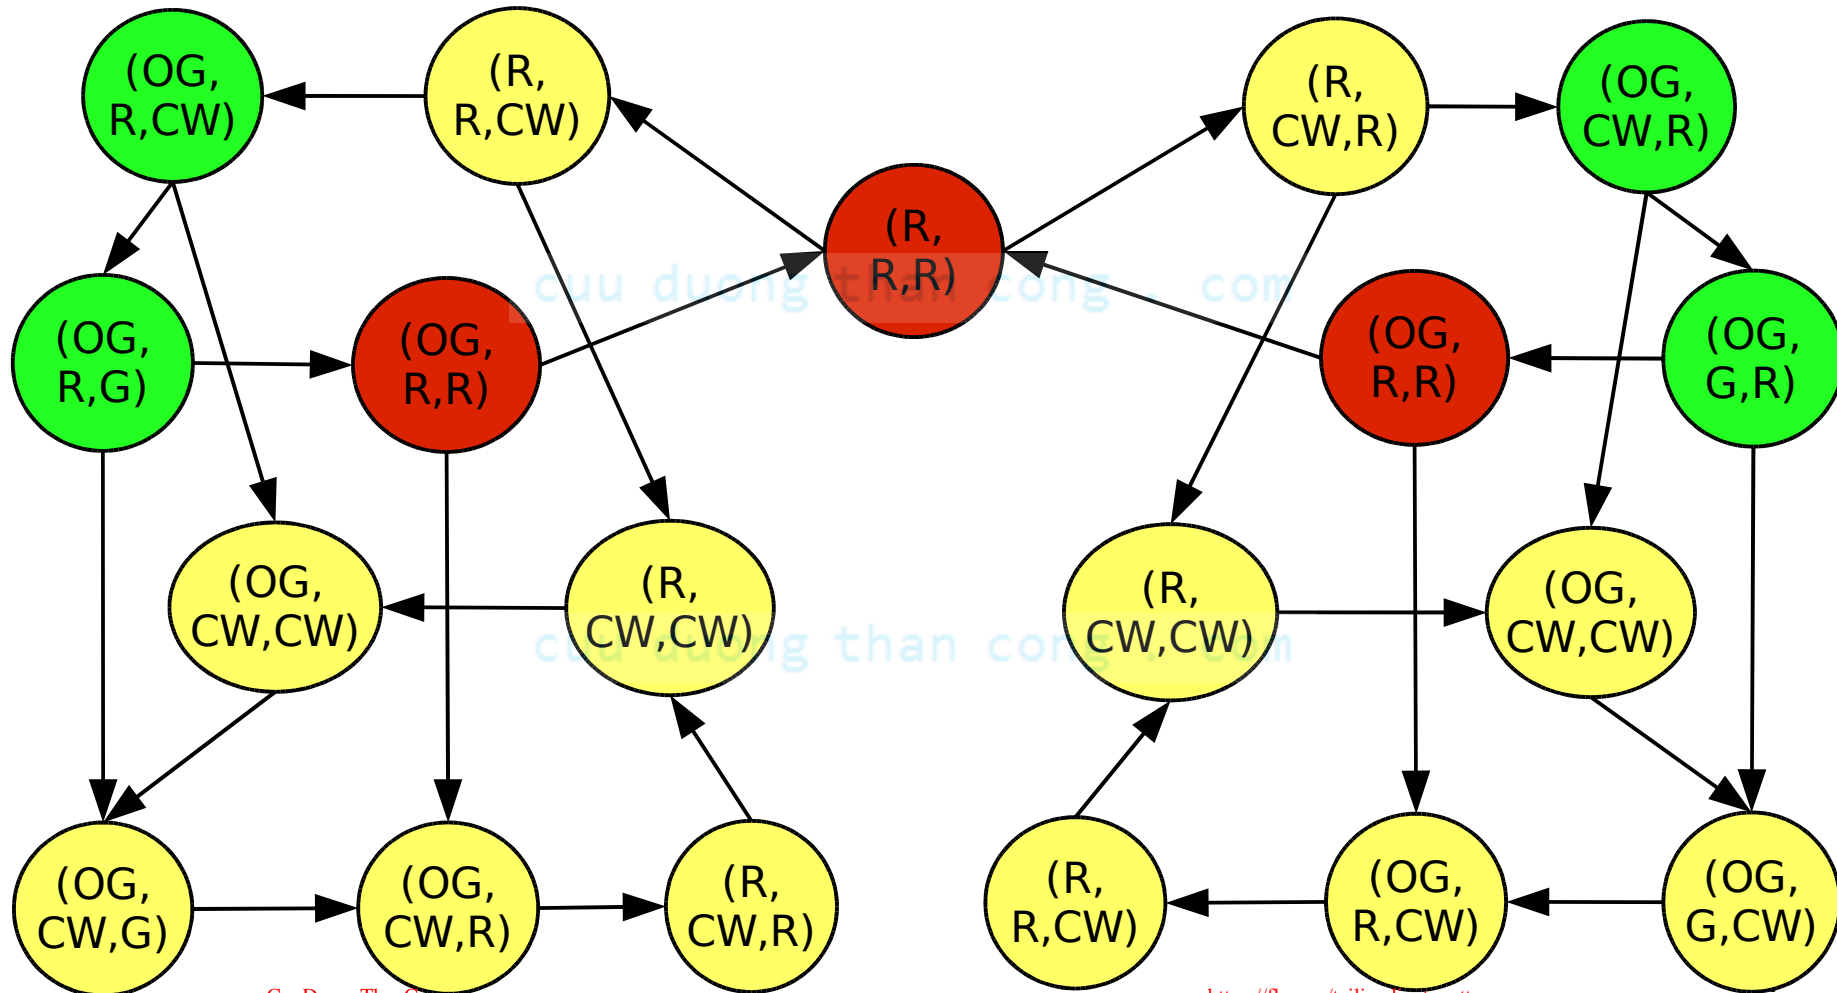 (OG,
R,CW)
(R,
R,CW)
(R,
CW,R)
(OG,
CW,R)
(R,
R,R)
(OG,
R,G)
(OG,
R,R)
(OG,
R,R)
(OG,
G,R)
cuu duong than cong . com
(OG,
CW,CW)
(R,
CW,CW)
(R,
CW,CW)
(OG,
CW,CW)
cuu duong than cong . com
(OG,
CW,G)
(OG,
CW,R)
(R,
CW,R)
(R,
R,CW)
(OG,
R,CW)
(OG,
G,CW)